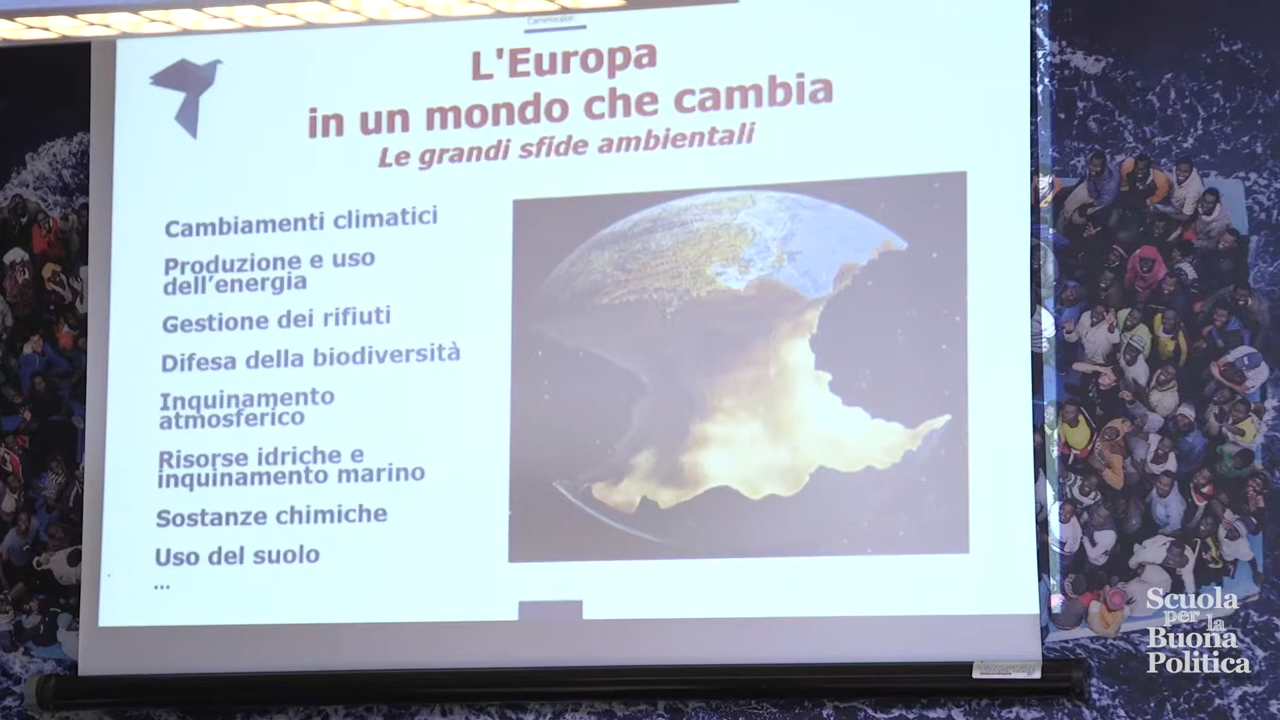 L'Europa
in un mondo che cambia
Le grandi sfide ambientali
Cambiamenti climatici
Produzione e uso
dell'energia
Gestione dei rifiuti
Difesa della biodiversità
Inquinamento
atmosferico
Risorse idriche e
inquinamento marino
Sostanze chimiche
Uso del suolo
...
Scuola
per la
Buona
Politica